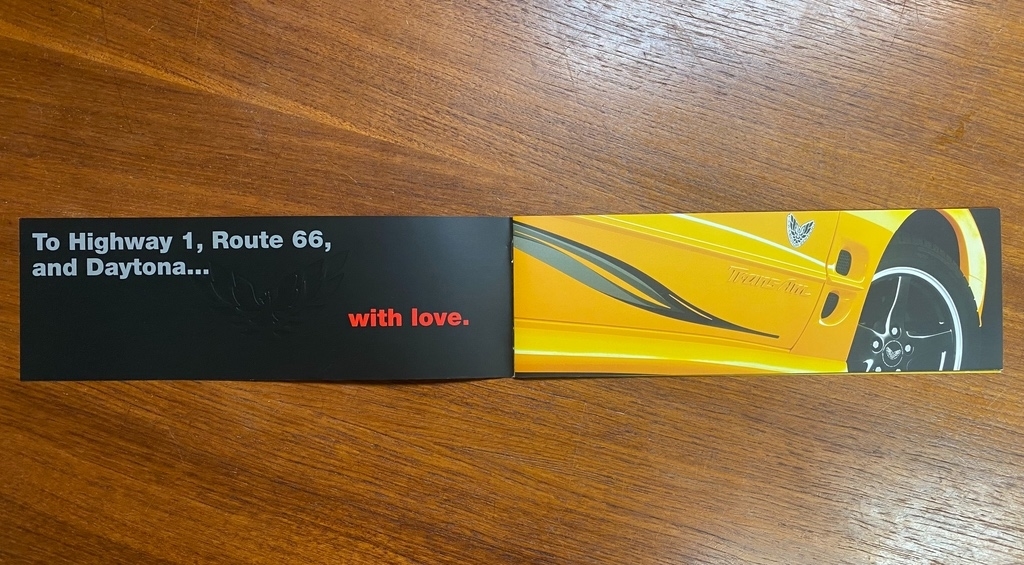 To Highway 1, Route 66,
and Daytona...
with love.
Trans Am